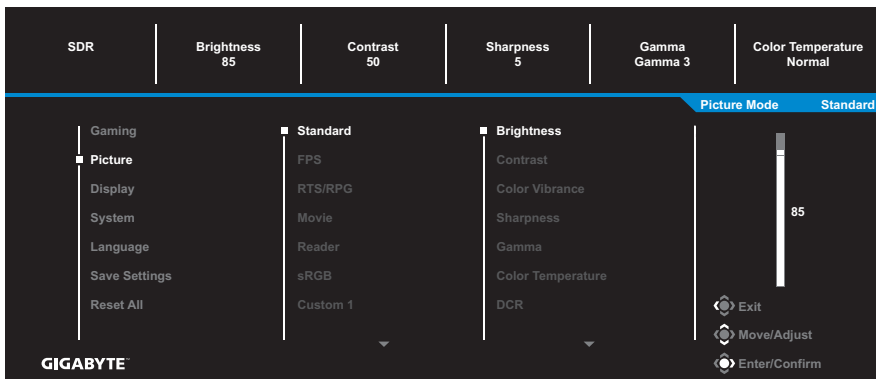 SDR
Brightness
85
Contrast
50
Sharpness
5
Gamma
Gamma 3
Color Temperature
Normal
Picture Mode Standard
Gaming
Picture
Display
System
Language
Save Settings
Reset All
Standard
FPS
RTS/RPG
Movie
Reader
sRGB
Custom 1
Brightness
Contrast
Color Vibrance
Sharpness
Gamma
Color Temperature
DCR
85
Exit
Move/Adjust
Enter/Confirm
GIGABYTE™